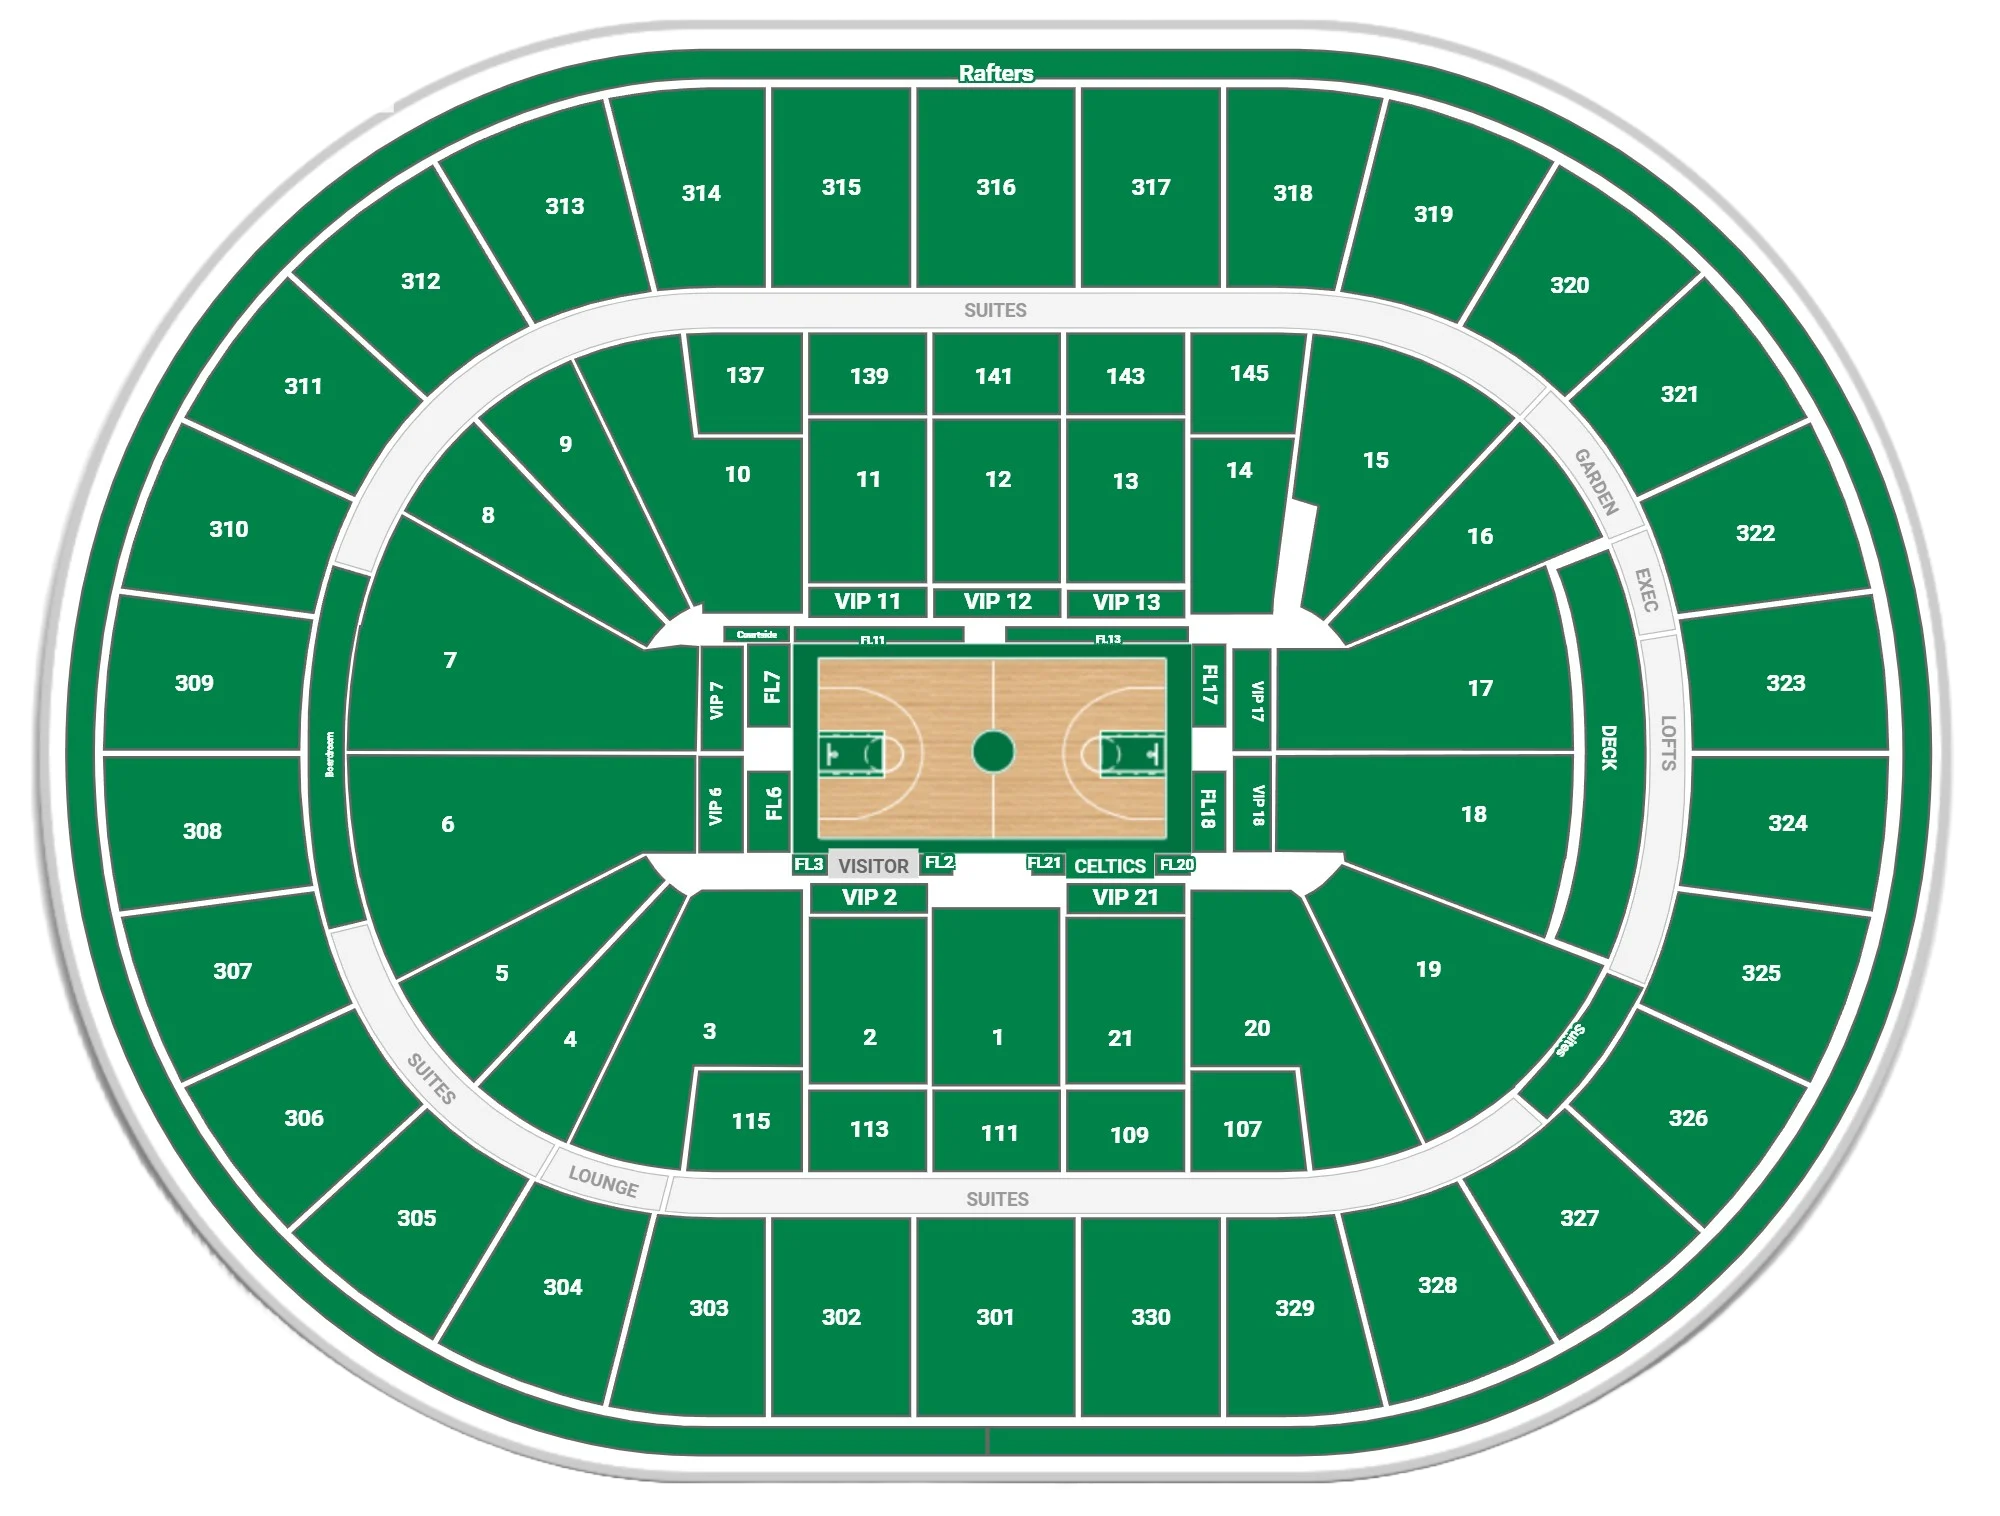 Rafters
314
315
316
317
318
313
319
312
320
311
321
310
322
309
323
308
324
307
325
306
326
305
327
304
328
303
302
301
330
329
SUITES
GARDEN
EXEC
LOFTS
DECK
Suites
SUITES
LOUNGE
SUITES
Boardroom
137
139
141
143
145
9
10
11
12
13
14
15
8
16
7
17
6
18
5
19
4
3
2
1
21
20
115
113
111
109
107
VIP 11
VIP 12
VIP 13
Courtside
FL11
FL13
VIP 7
FL7
FL17
VIP 17
VIP 6
FL6
FL18
VIP 18
FL3
VISITOR
FL2
FL21
CELTICS
FL20
VIP 2
VIP 21